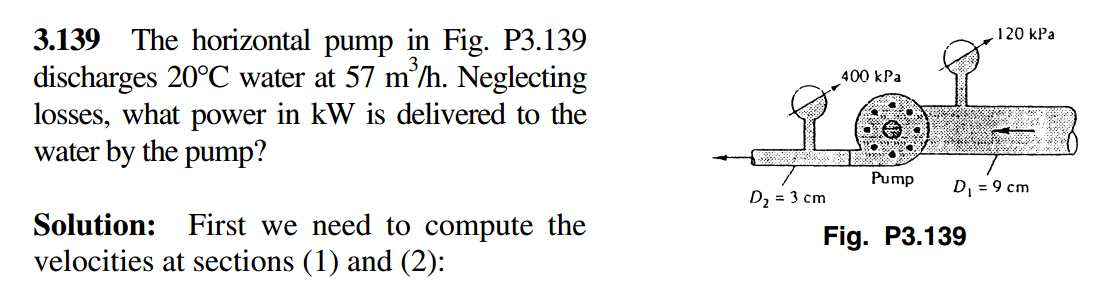 3.139 The horizontal pump in Fig. P3.139
discharges 20°C water at 57 m³/h. Neglecting
losses, what power in kW is delivered to the
water by the pump?
Solution: First we need to compute the
velocities at sections (1) and (2):
120 kPa
400 kPa
Pump
D₁ = 9 cm
D₂ = 3 cm
Fig. P3.139